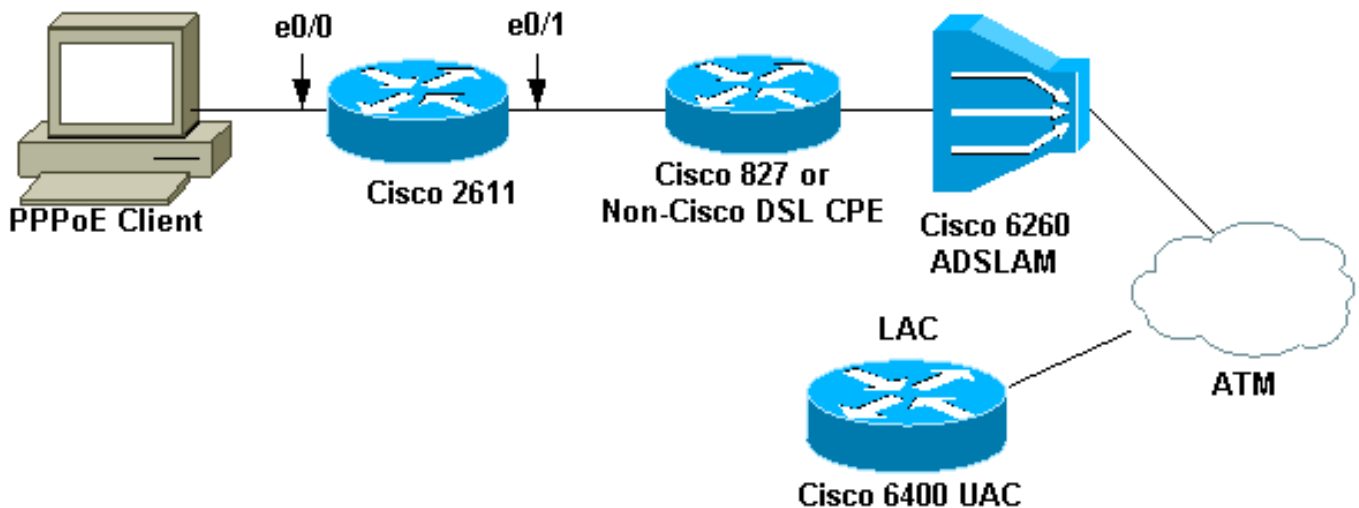 e0/0
e0/1
PPPoE Client
Cisco 2611
Cisco 827 or
Non-Cisco DSL CPE
Cisco 6260
ADSLAM
LAC
ATM
Cisco 6400 UAC